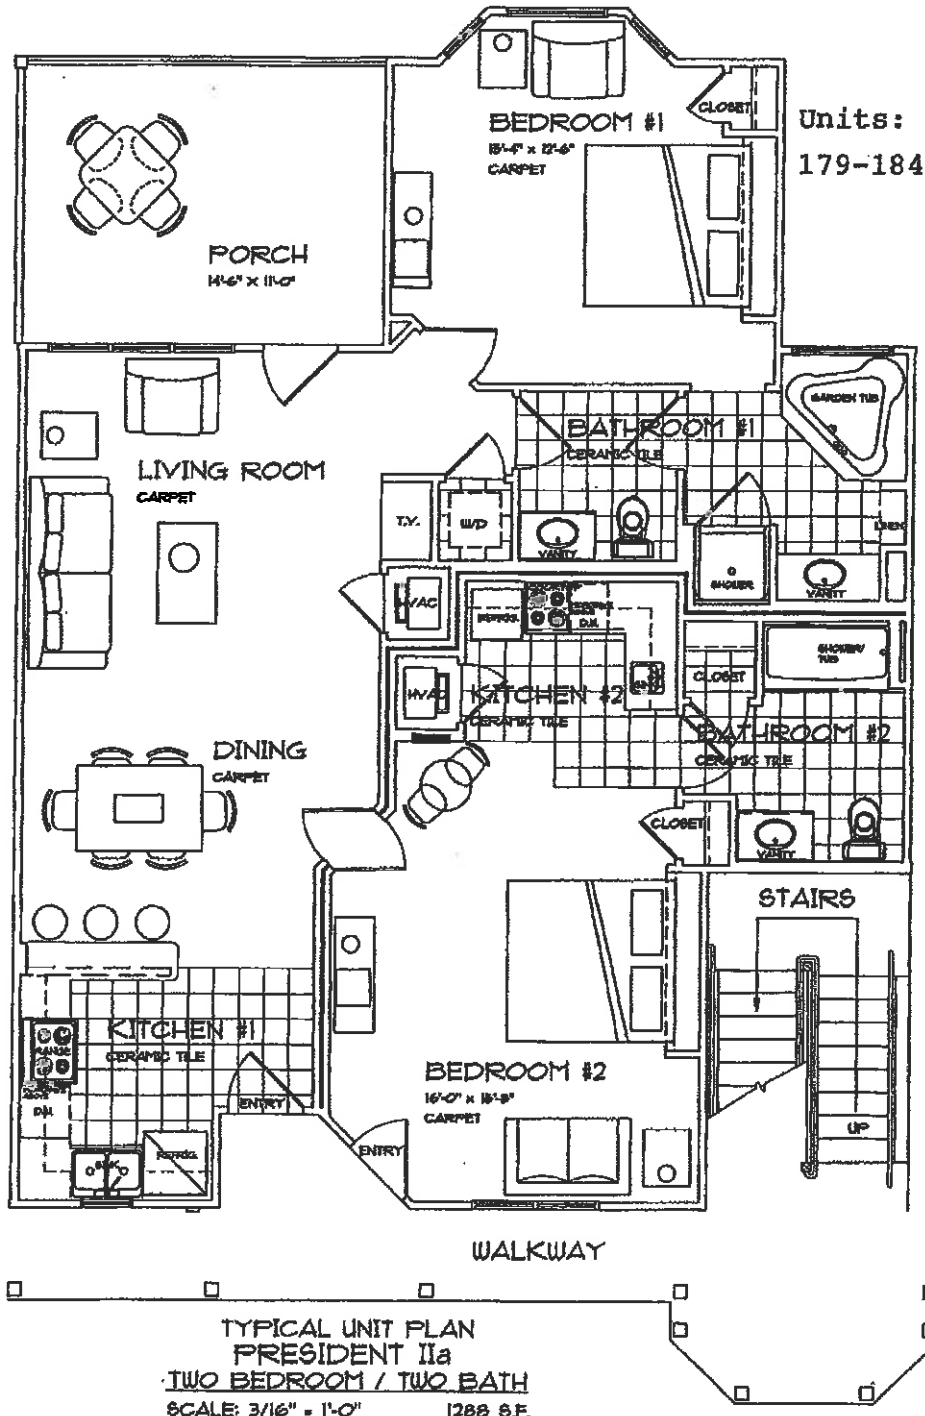 BEDROOM #1
CARPET
CLOSET
Units:
179-184
PORCH
14'-6" x 11'-0"
GARDEN TUB
BATHROOM #1
CERAMIC TILE
LIVING ROOM
CARPET
T.V.
W/D
VANITY
SHOWER
VANITY
LINEN
HVAC
REFRIG.
D.W.
SHOWER/
TUB
CLOSET
HVAC
KITCHEN #2
CERAMIC TILE
BATHROOM #2
CERAMIC TILE
DINING
CARPET
CLOSET
VANITY
STAIRS
KITCHEN #1
CERAMIC TILE
RANGE
D.W.
ENTRY
BEDROOM #2
CARPET
UP
ENTRY
REFRIG.
SINK
WALKWAY
TYPICAL UNIT PLAN
PRESIDENT IIa
TWO BEDROOM / TWO BATH
SCALE: 3/16" = 1'-0" 1288 S.F.